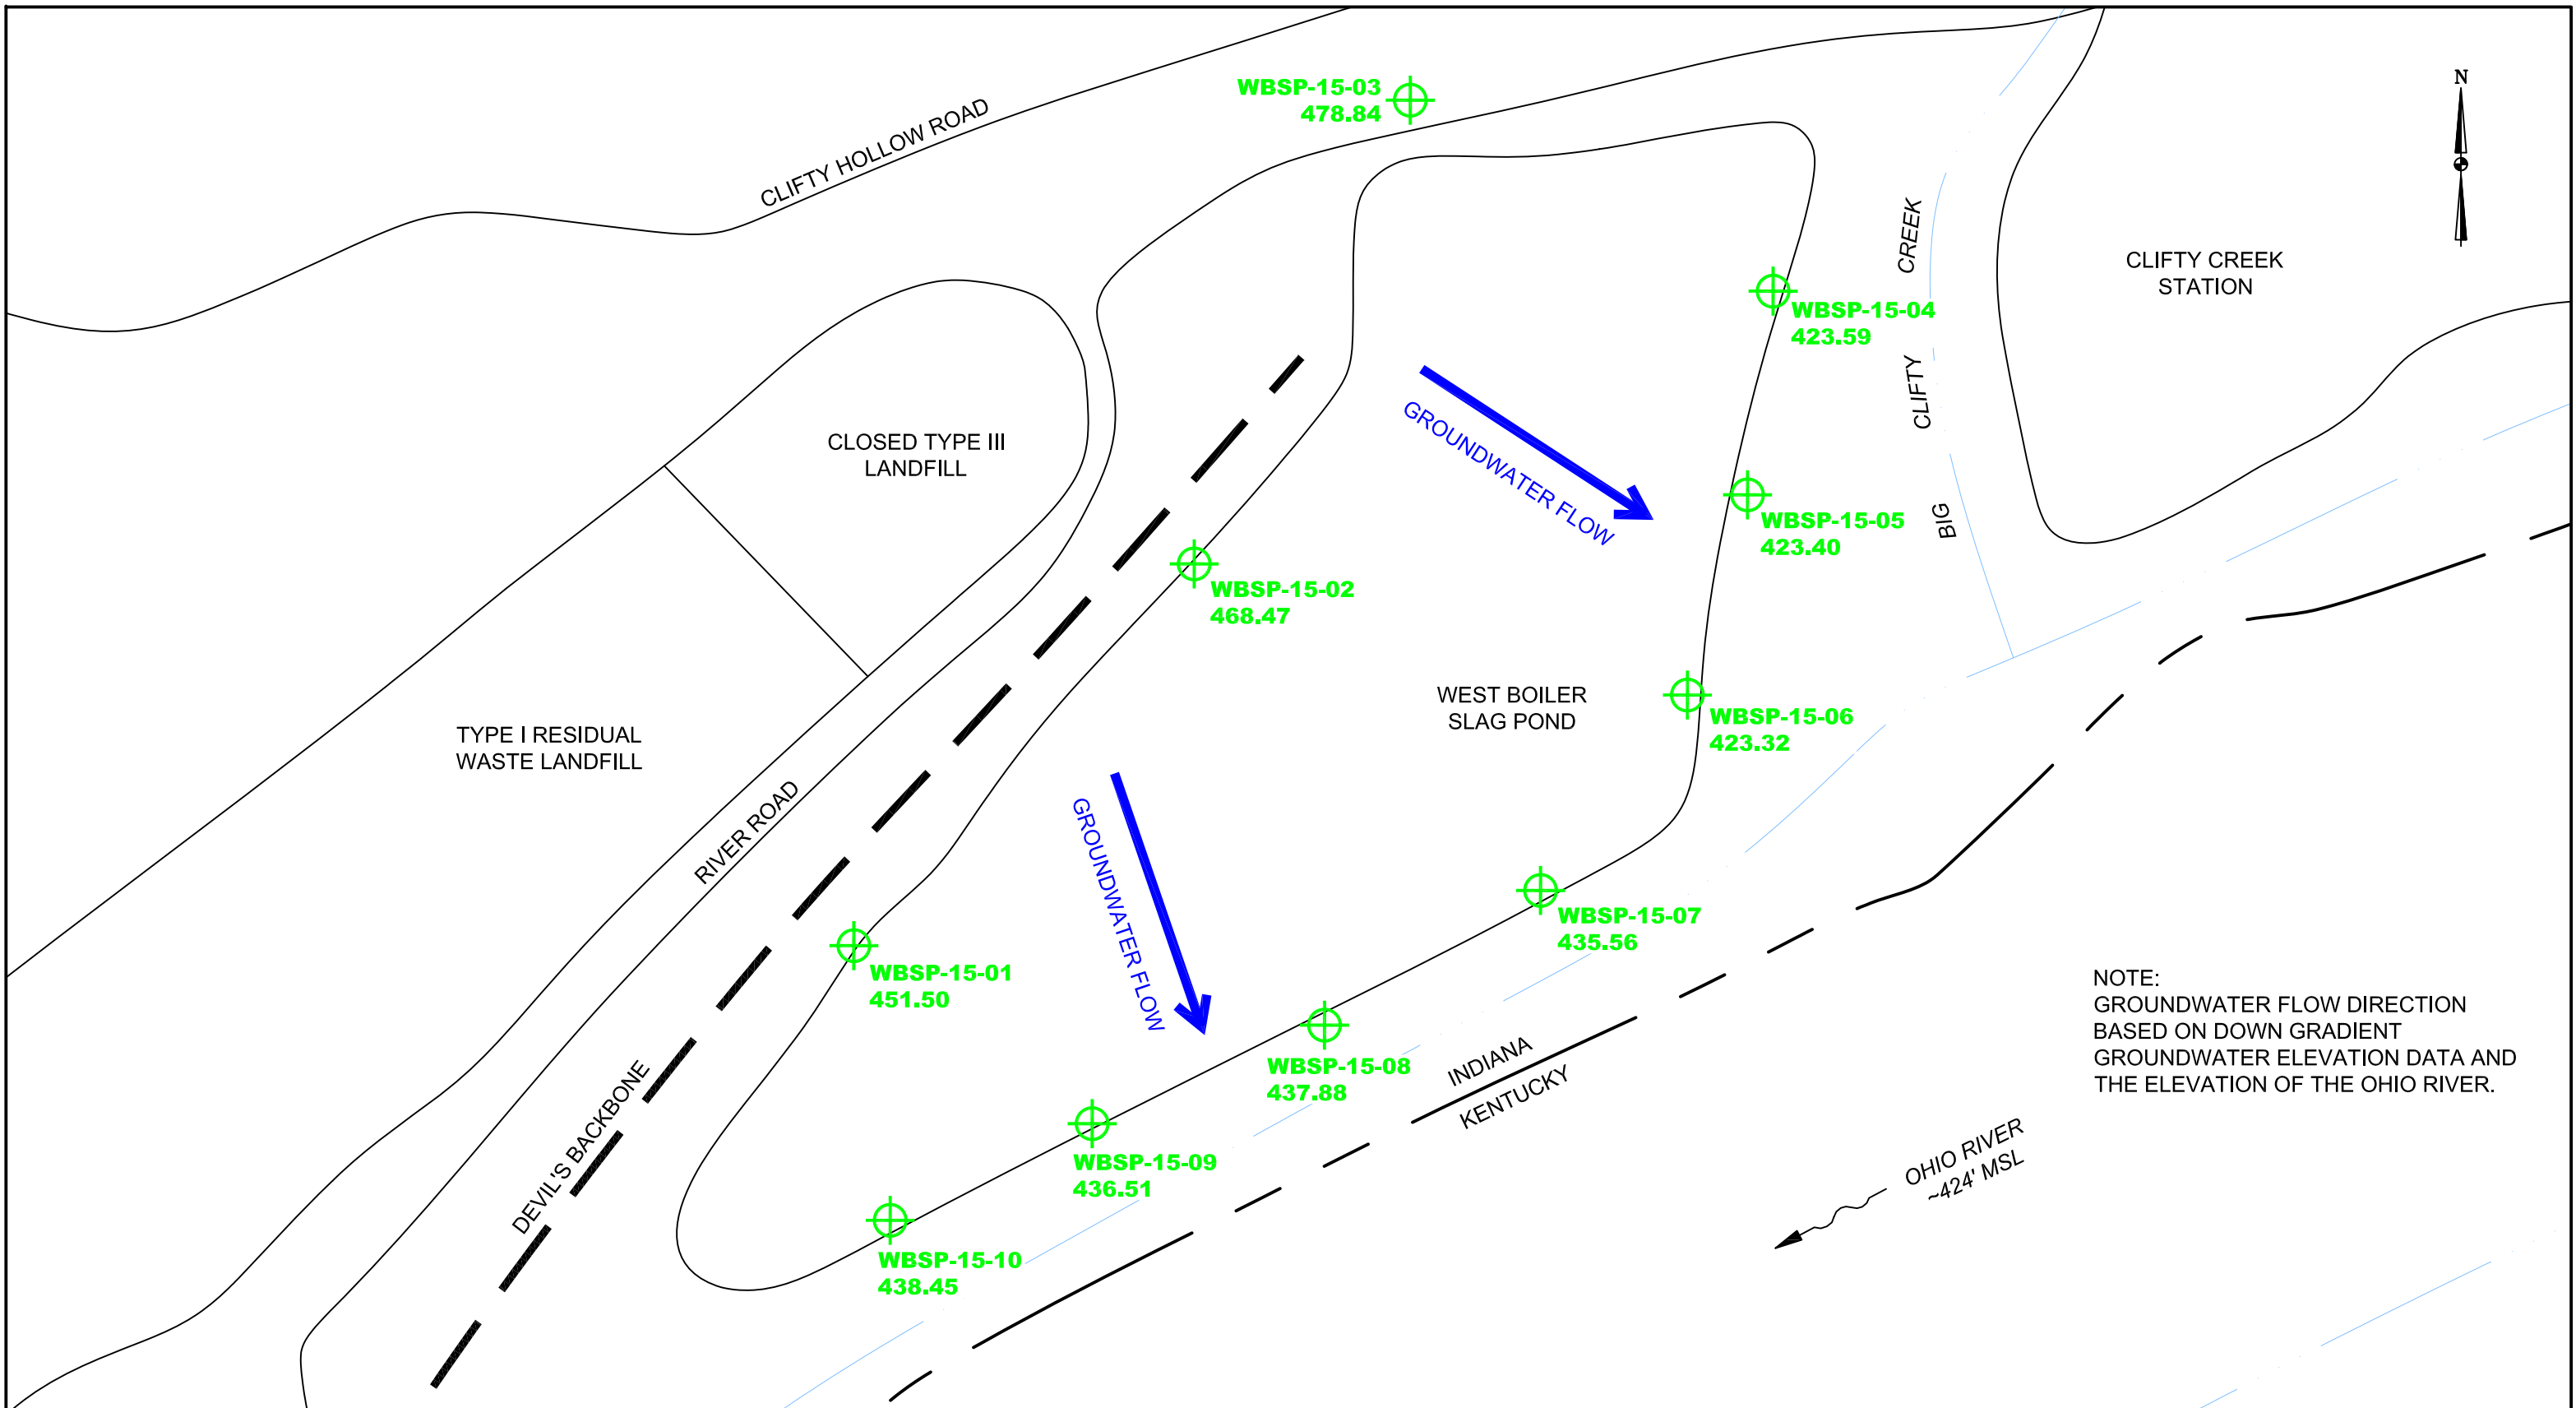 WBSP-15-03
478.84
N
CLIFTY HOLLOW ROAD
BIG CLIFTY CREEK
CLIFTY CREEK
STATION
WBSP-15-04
423.59
CLOSED TYPE III
LANDFILL
GROUNDWATER FLOW
WBSP-15-05
423.40
WBSP-15-02
468.47
WEST BOILER
SLAG POND
WBSP-15-06
423.32
TYPE I RESIDUAL
WASTE LANDFILL
RIVER ROAD
GROUNDWATER FLOW
WBSP-15-07
435.56
WBSP-15-01
451.50
NOTE:
GROUNDWATER FLOW DIRECTION
BASED ON DOWN GRADIENT
GROUNDWATER ELEVATION DATA AND
THE ELEVATION OF THE OHIO RIVER.
WBSP-15-08
437.88
INDIANA
KENTUCKY
DEVIL'S BACKBONE
WBSP-15-09
436.51
OHIO RIVER
~424' MSL
WBSP-15-10
438.45